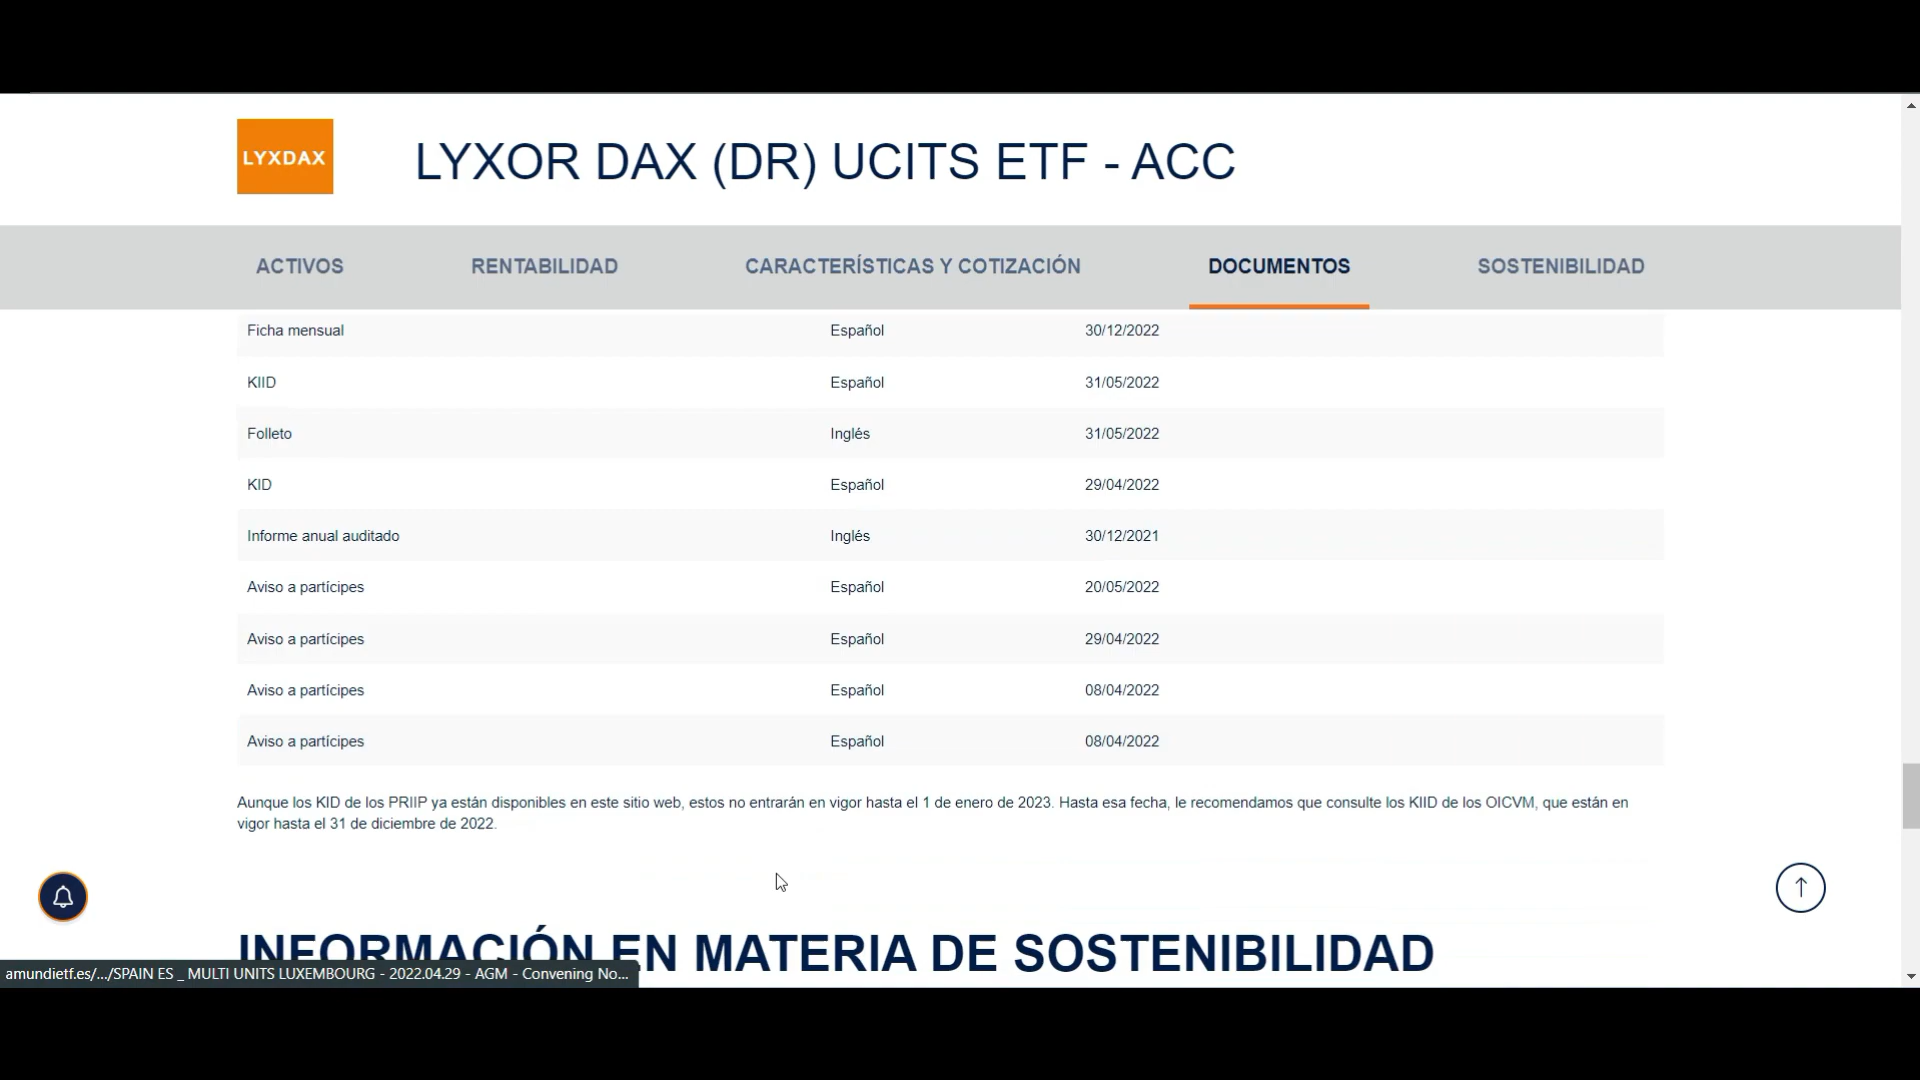 LYXDAX
LYXOR DAX (DR) UCITS ETF - ACC
ACTIVOS RENTABILIDAD CARACTERÍSTICAS Y COTIZACIÓN DOCUMENTOS SOSTENIBILIDAD
Ficha mensual Español 30/12/2022
KIID Español 31/05/2022
Folleto Inglés 31/05/2022
KID Español 29/04/2022
Informe anual auditado Inglés 30/12/2021
Aviso a partícipes Español 20/05/2022
Aviso a partícipes Español 29/04/2022
Aviso a partícipes Español 08/04/2022
Aviso a partícipes Español 08/04/2022
Aunque los KID de los PRIIP ya están disponibles en este sitio web, estos no entrarán en vigor hasta el 1 de enero de 2023. Hasta esa fecha, le recomendamos que consulte los KIID de los OICVM, que están en
vigor hasta el 31 de diciembre de 2022.
INFORMACIÓN EN MATERIA DE SOSTENIBILIDAD
amundietf.es/.../SPAIN ES _ MULTI UNITS LUXEMBOURG - 2022.04.29 - AGM - Convening No...